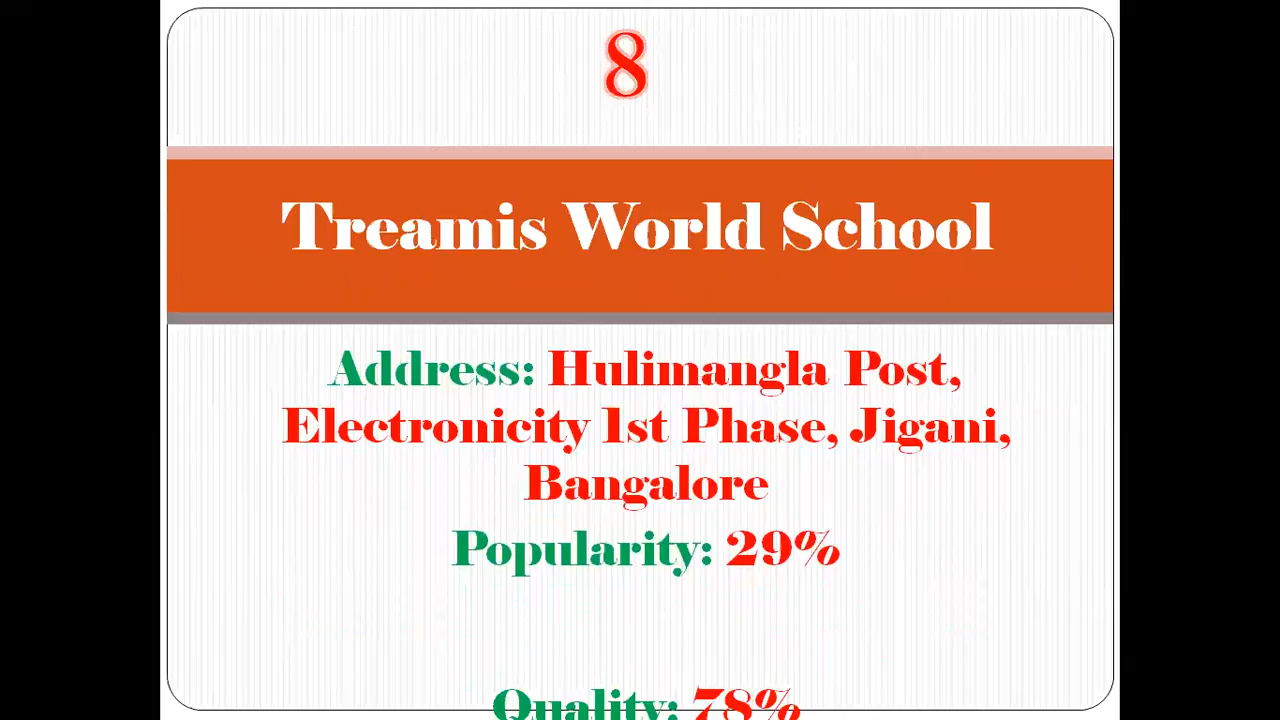 8
Treamis World School
Address: Hulimangla Post,
Electronicity 1st Phase, Jigani,
Bangalore
Popularity: 29%
Quality: 78%